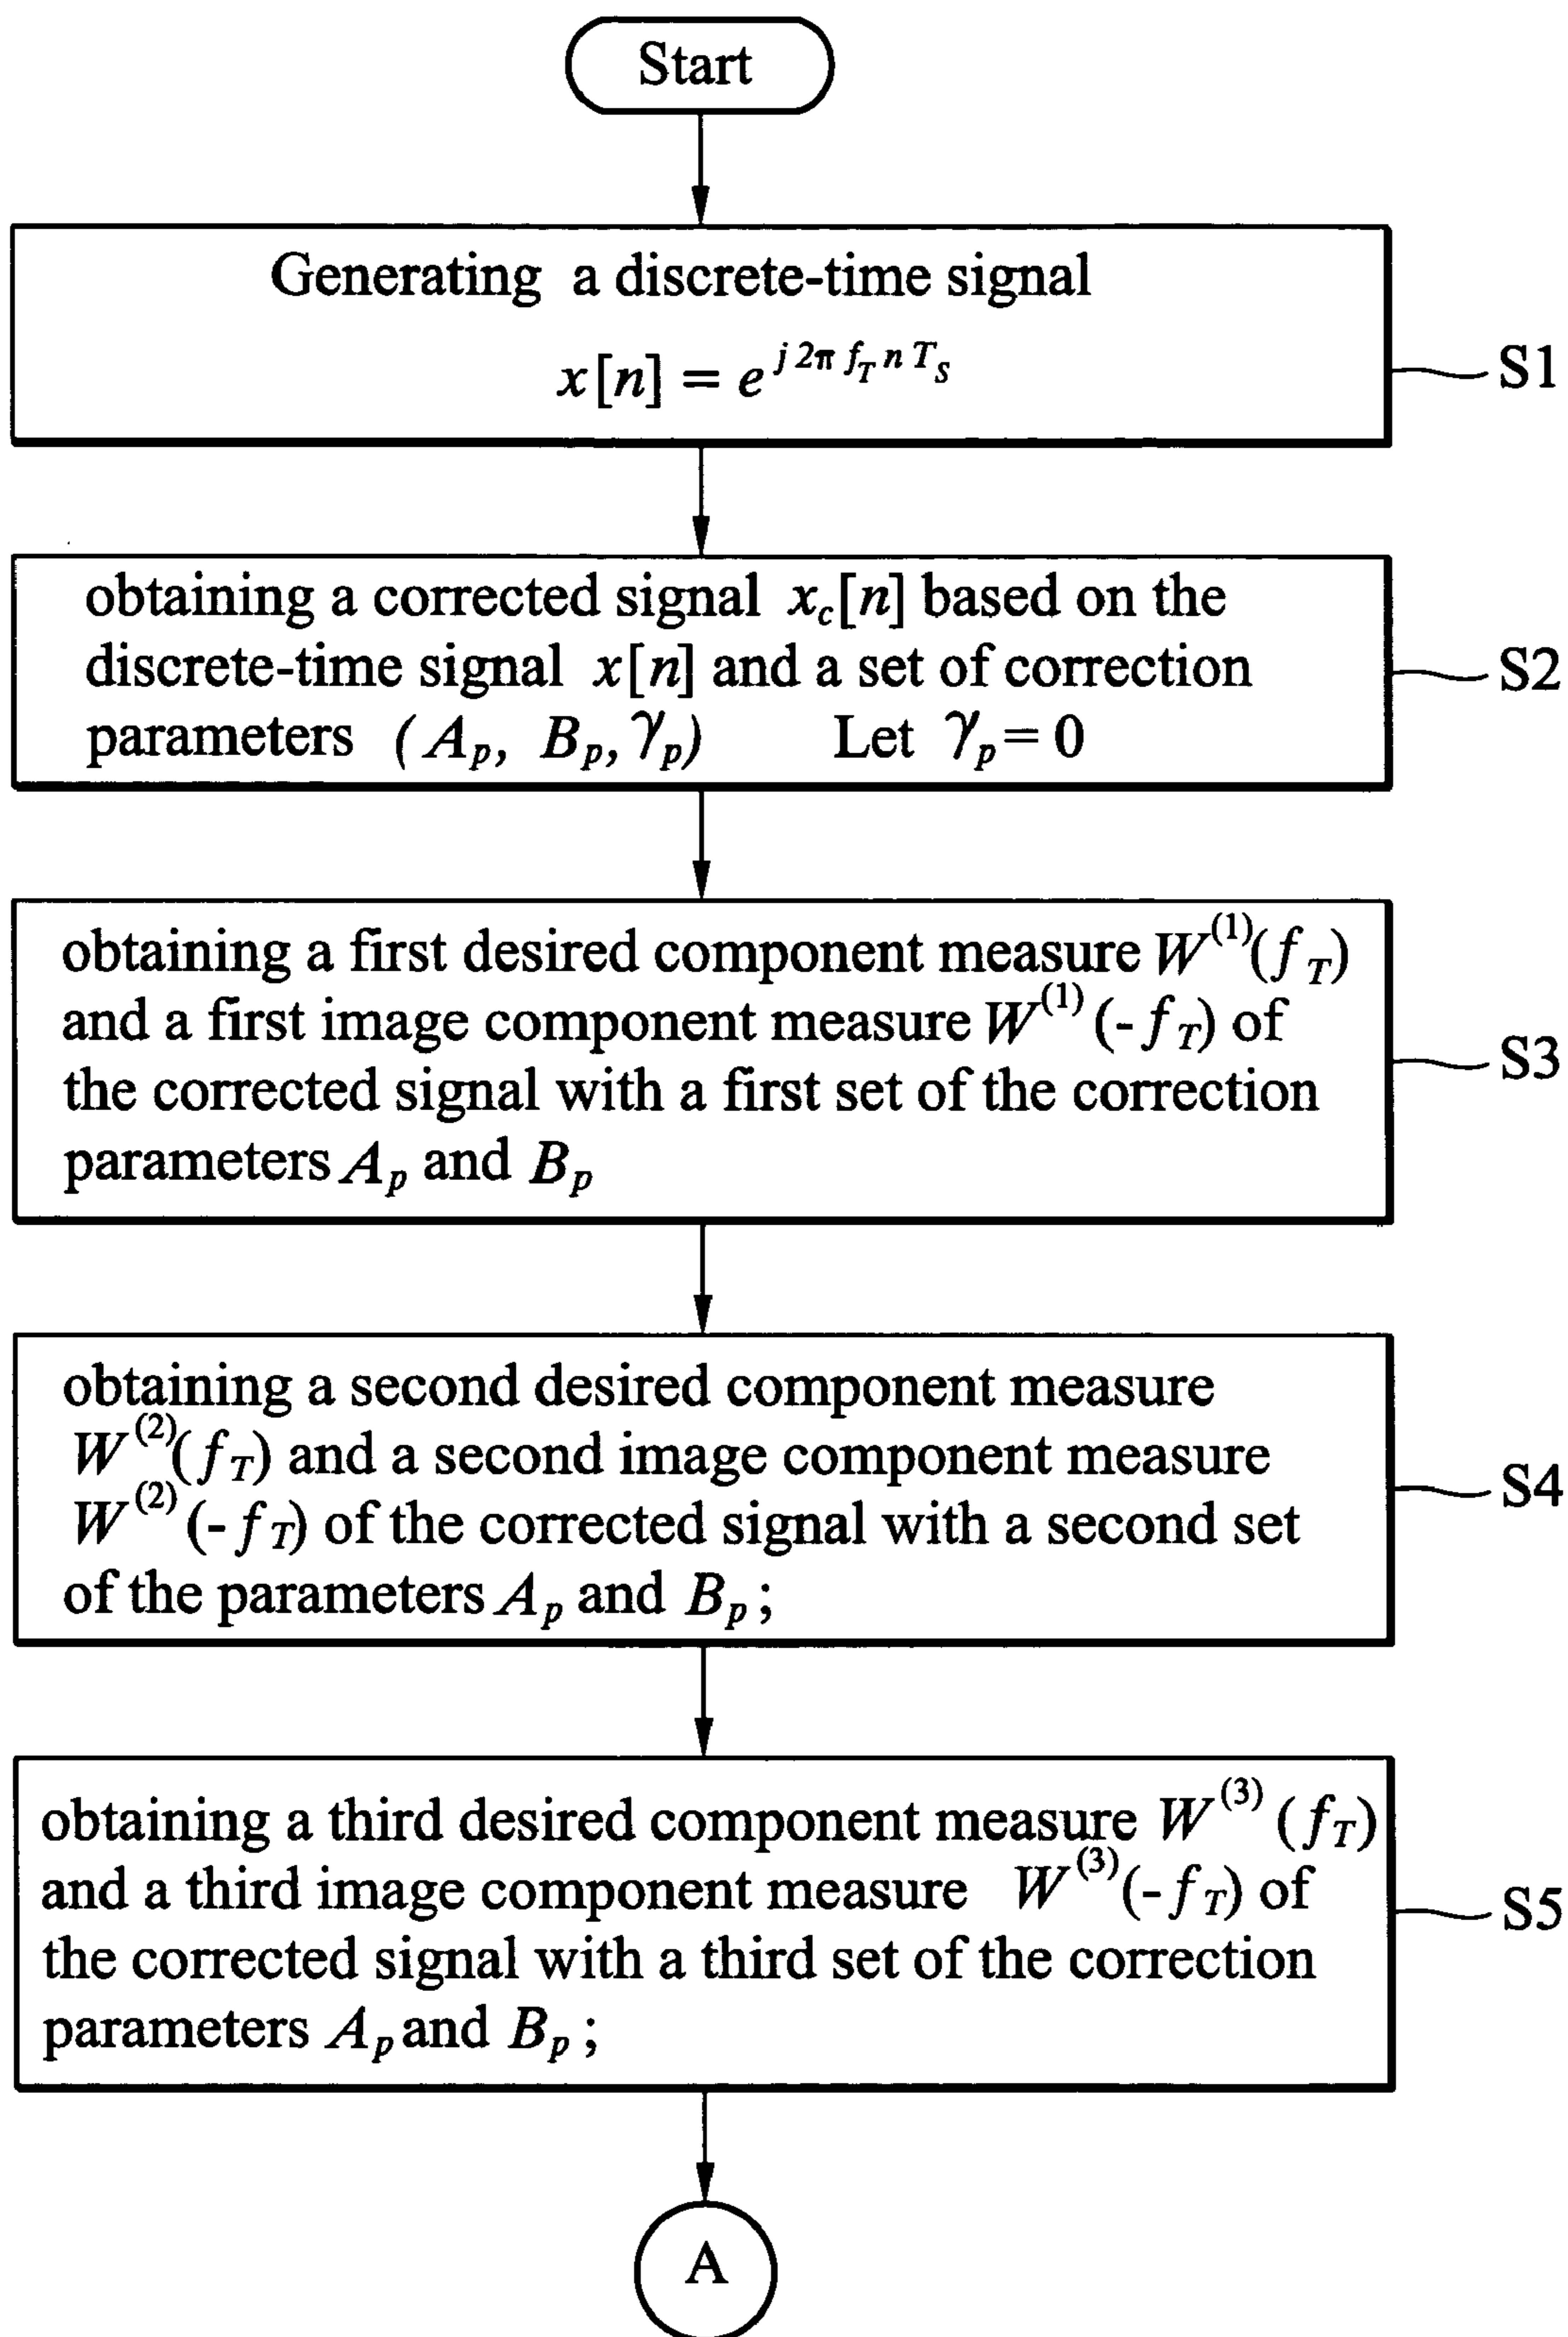 Start
Generating a discrete-time signal
x[n] = e^{j 2π f_T n T_S}
S1
obtaining a corrected signal x_c[n] based on the
discrete-time signal x[n] and a set of correction
parameters (A_p, B_p, γ_p) Let γ_p = 0
S2
obtaining a first desired component measure W^{(1)}(f_T)
and a first image component measure W^{(1)}(-f_T) of
the corrected signal with a first set of the correction
parameters A_p and B_p
S3
obtaining a second desired component measure
W^{(2)}(f_T) and a second image component measure
W^{(2)}(-f_T) of the corrected signal with a second set
of the parameters A_p and B_p;
S4
obtaining a third desired component measure W^{(3)}(f_T)
and a third image component measure W^{(3)}(-f_T) of
the corrected signal with a third set of the correction
parameters A_p and B_p;
S5
A